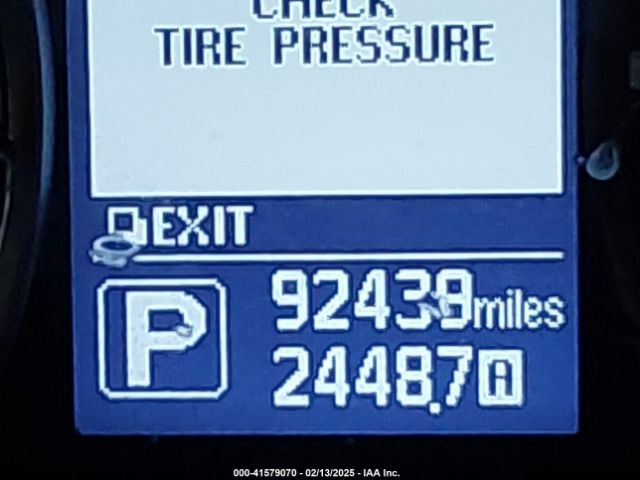 CHECK
TIRE PRESSURE
EXIT
P
92439 miles
2448.7 A
000-41579070 - 02/13/2025 - IAA Inc.